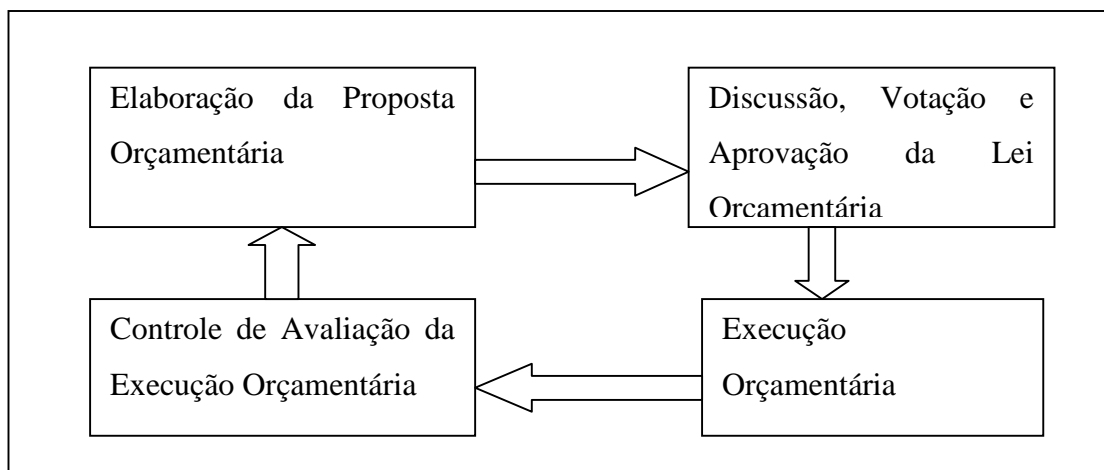 Elaboração da Proposta
Orçamentária
Discussão, Votação e
Aprovação da Lei
Orçamentária
Controle de Avaliação da
Execução Orçamentária
Execução
Orçamentária